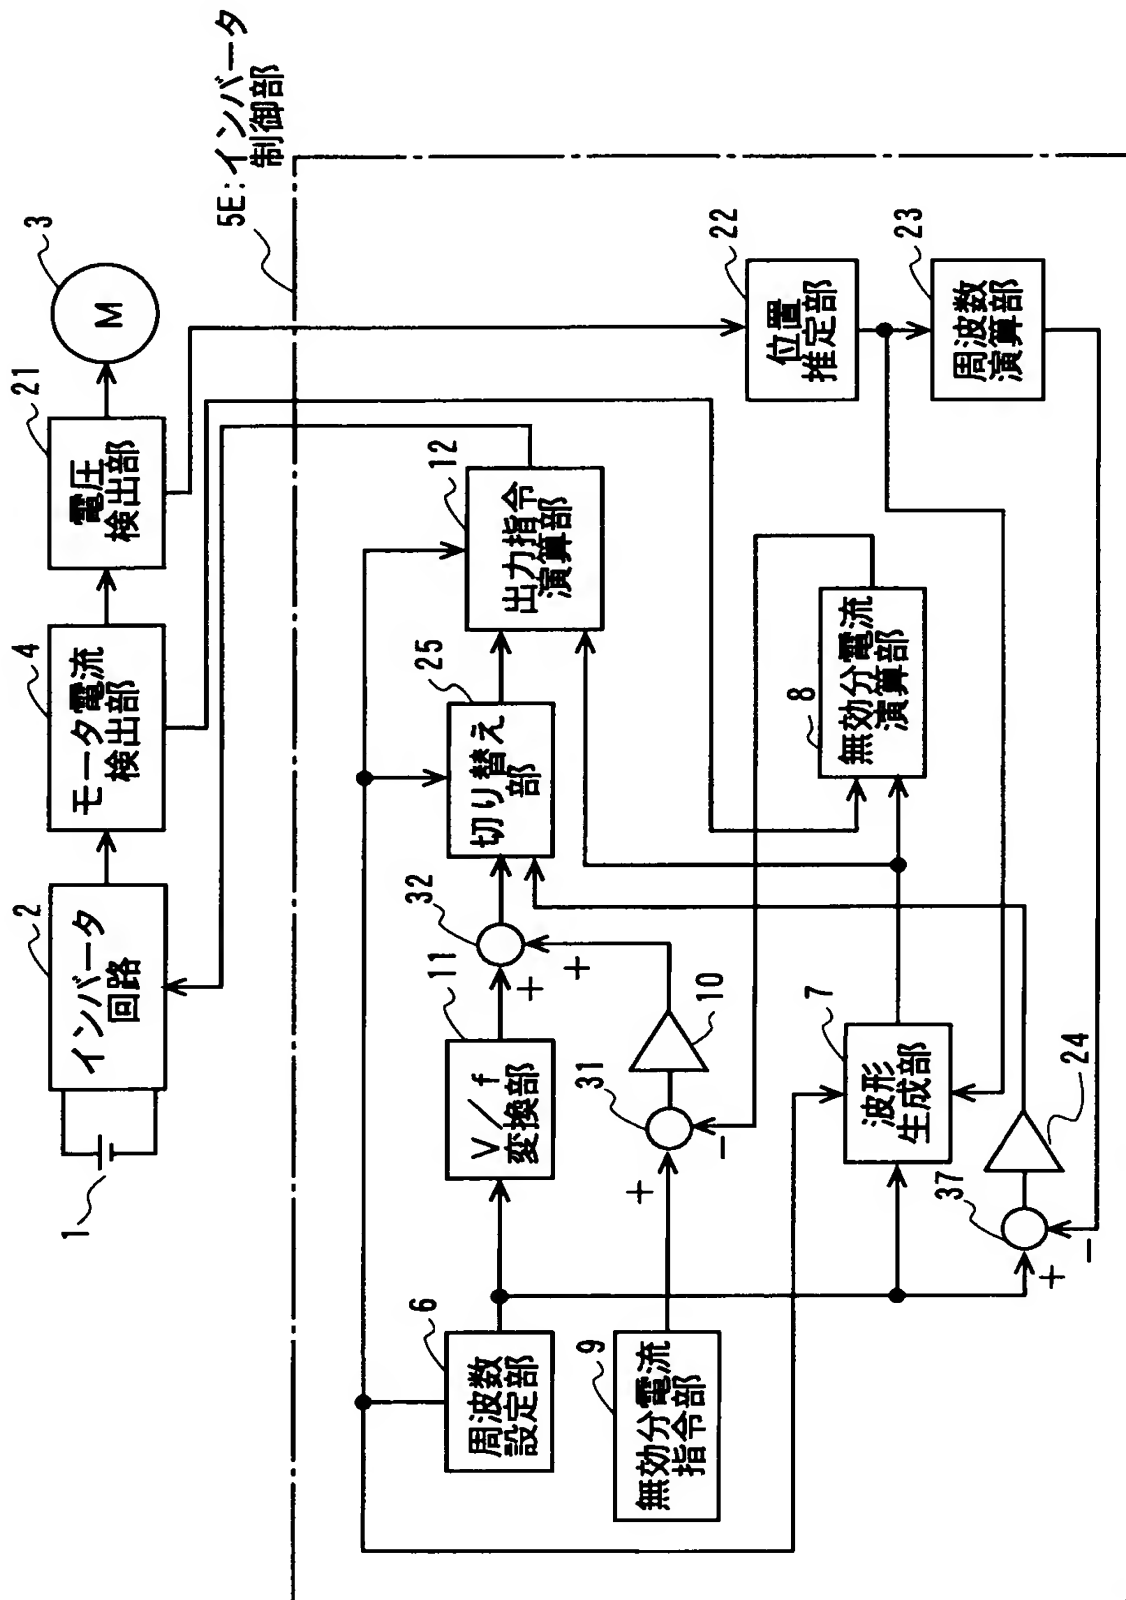 1
2
インバータ
回路
4
モータ電流
検出部
21
電圧
検出部
3
M
5E:インバータ
制御部
6
周波数
設定部
11
V／f
変換部
32
+
+
25
切り替え
部
12
出力指令
演算部
9
無効分電流
指令部
31
+
−
10
8
無効分電流
演算部
22
位置
推定部
7
波形
生成部
37
+
−
24
23
周波数
演算部